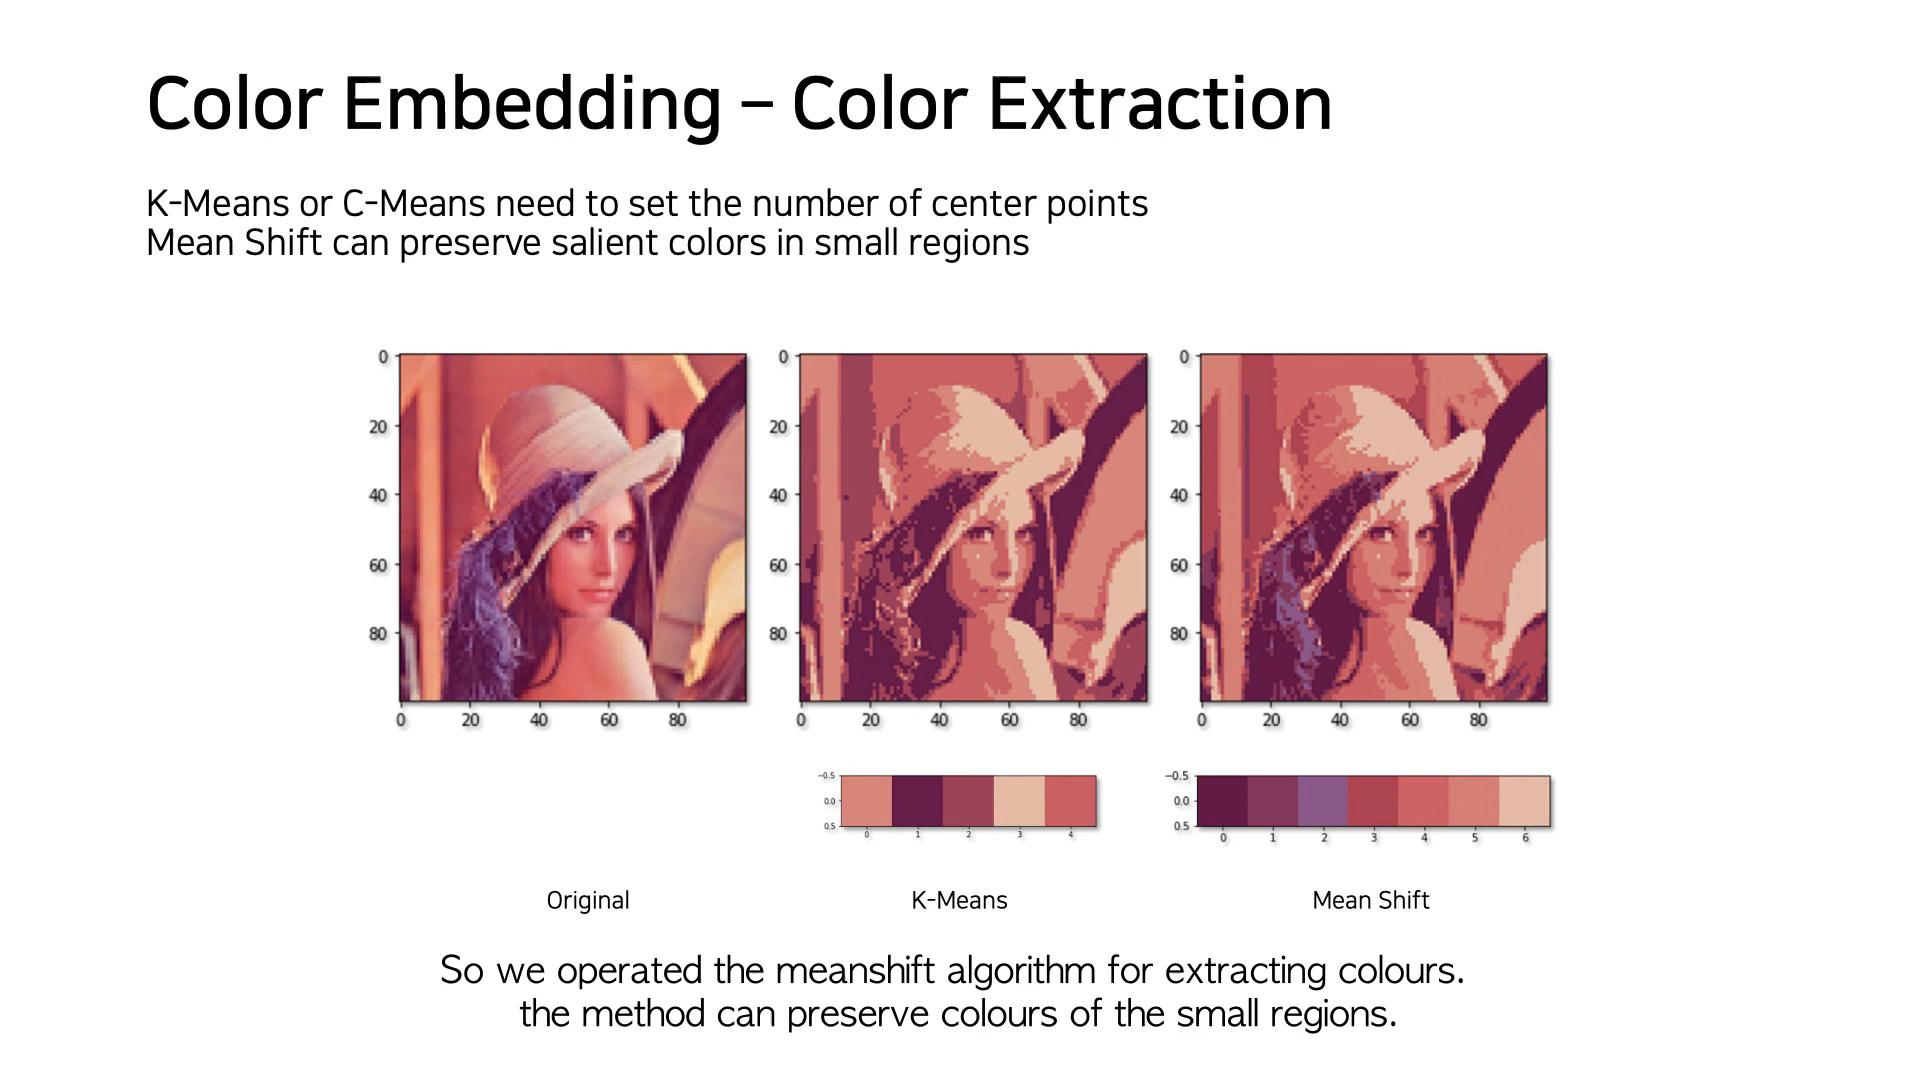 Color Embedding – Color Extraction
K-Means or C-Means need to set the number of center points
Mean Shift can preserve salient colors in small regions
0
20
40
60
80
0 20 40 60 80
0
20
40
60
80
0 20 40 60 80
0
20
40
60
80
0 20 40 60 80
−0.5
0.0
0.5
0 1 2 3 4
−0.5
0.0
0.5
0 1 2 3 4 5 6
Original K-Means Mean Shift
So we operated the meanshift algorithm for extracting colours.
the method can preserve colours of the small regions.